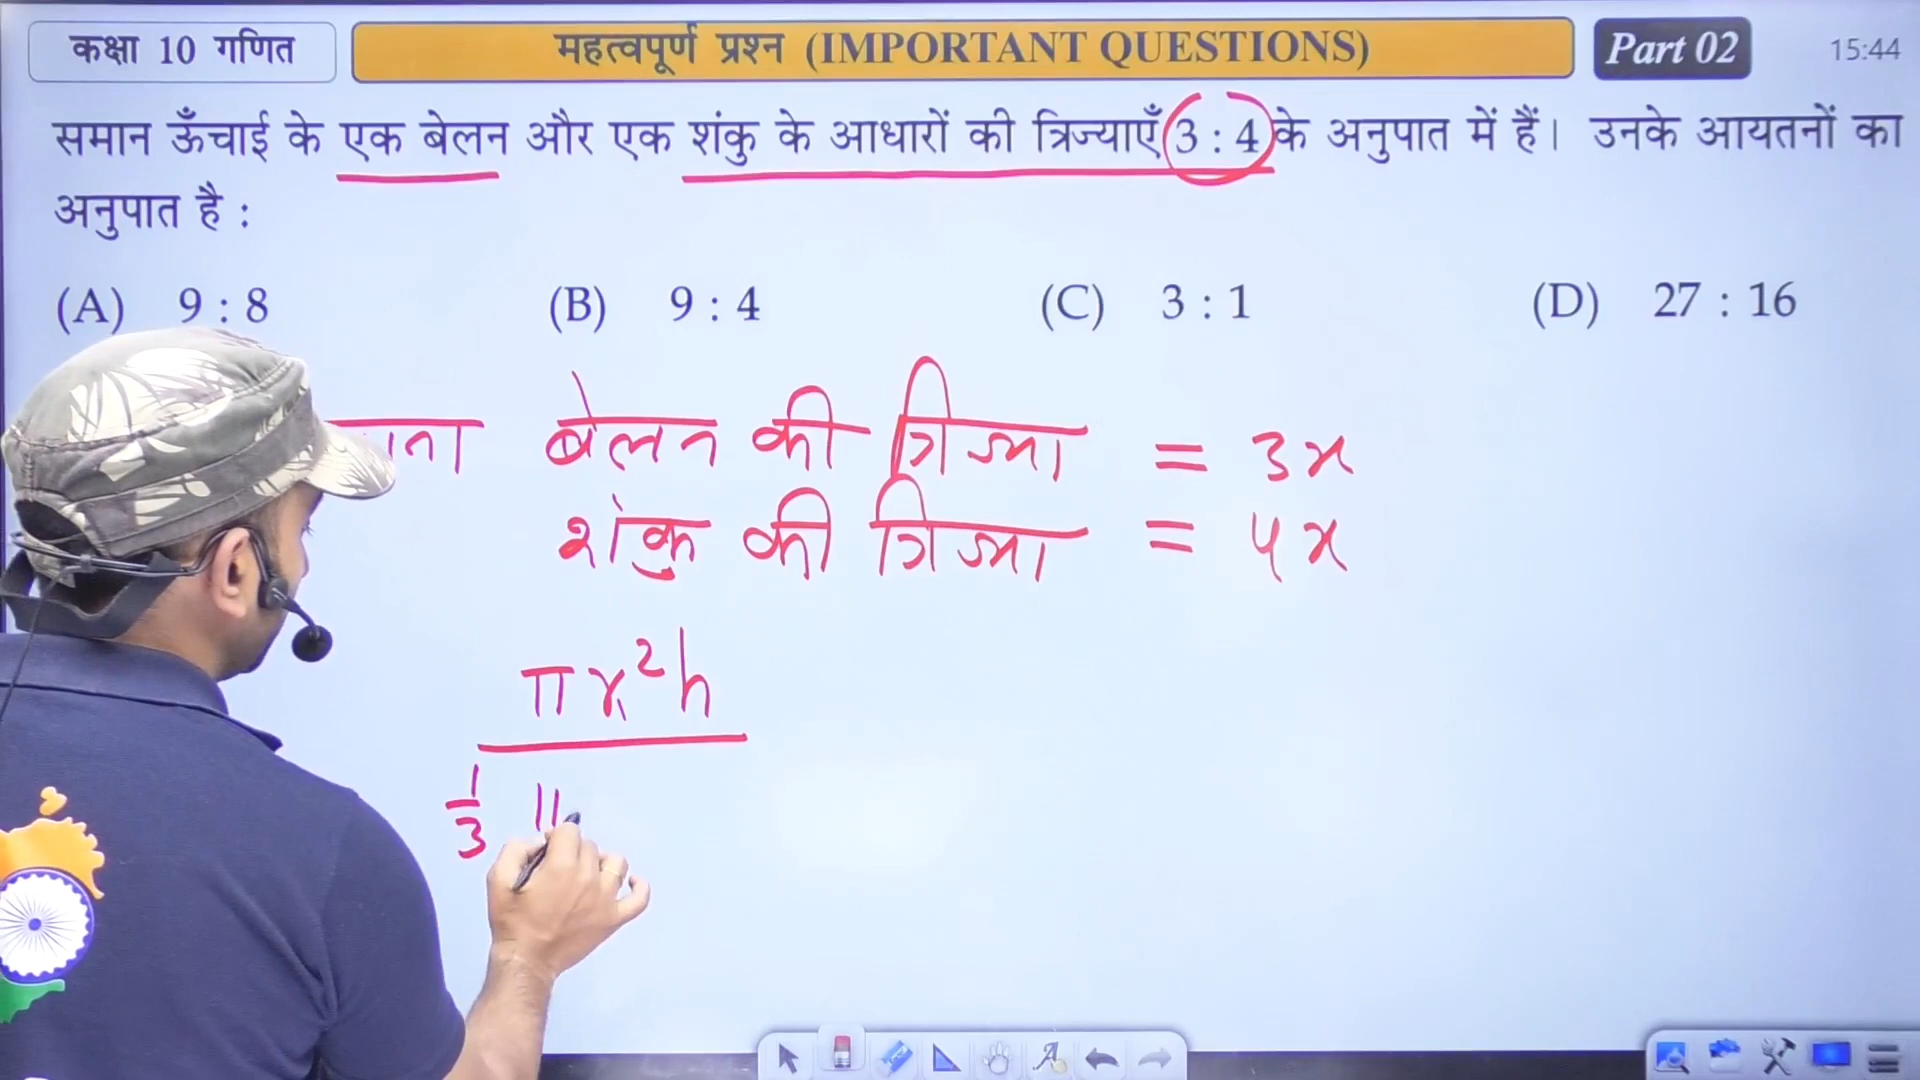 कक्षा 10 गणित
महत्वपूर्ण प्रश्न (IMPORTANT QUESTIONS)
Part 02
15:44
समान ऊँचाई के एक बेलन और एक शंकु के आधारों की त्रिज्याएँ 3 : 4 के अनुपात में हैं। उनके आयतनों का
अनुपात है :
(A) 9 : 8 (B) 9 : 4 (C) 3 : 1 (D) 27 : 16
बेलन की त्रिज्या = 3x
शंकु की त्रिज्या = 4x
πr²h
1/3